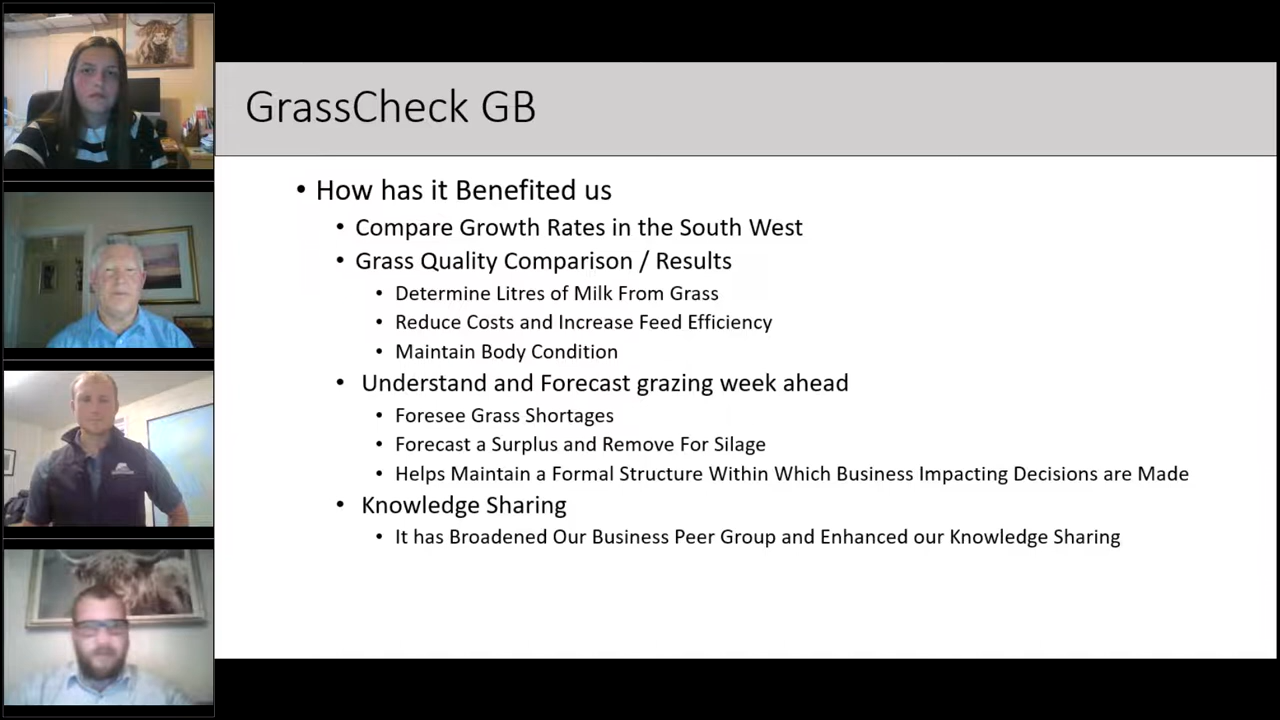 GrassCheck GB
• How has it Benefited us
• Compare Growth Rates in the South West
• Grass Quality Comparison / Results
• Determine Litres of Milk From Grass
• Reduce Costs and Increase Feed Efficiency
• Maintain Body Condition
• Understand and Forecast grazing week ahead
• Foresee Grass Shortages
• Forecast a Surplus and Remove For Silage
• Helps Maintain a Formal Structure Within Which Business Impacting Decisions are Made
• Knowledge Sharing
• It has Broadened Our Business Peer Group and Enhanced our Knowledge Sharing